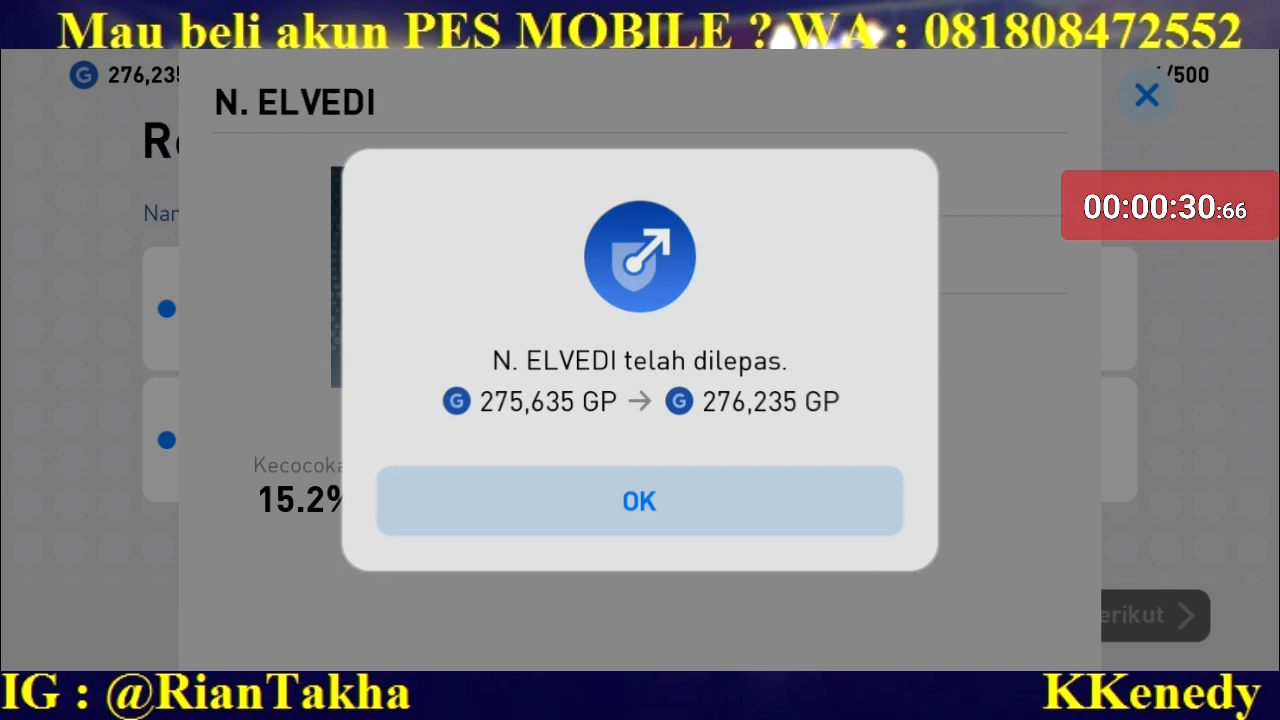 Mau beli akun PES MOBILE ? WA : 081808472552
G 276,235 /500
N. ELVEDI
00:00:30:66
N. ELVEDI telah dilepas.
G 275,635 GP → G 276,235 GP
15.2%
OK
IG : @RianTakha KKenedy